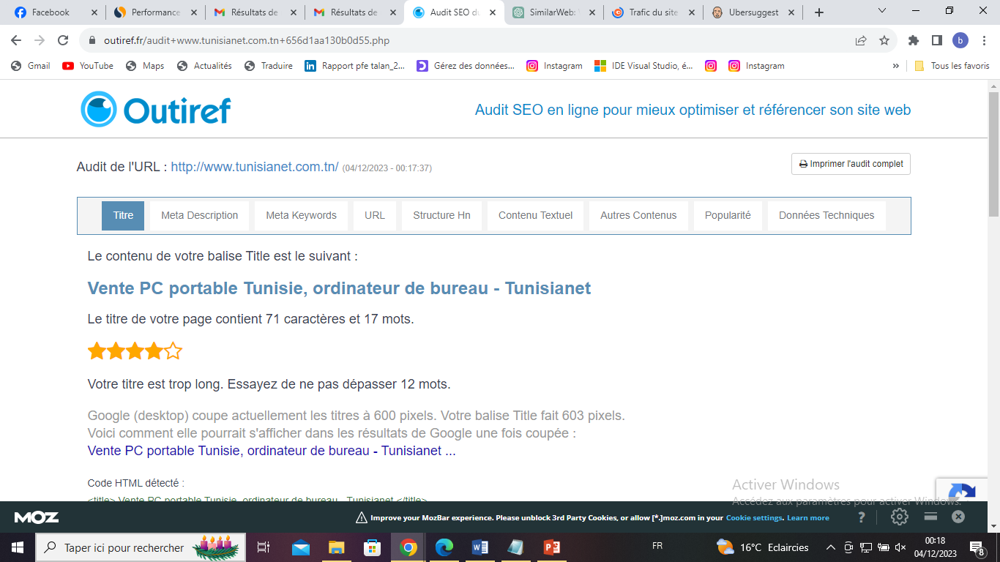 Facebook
Performance
Résultats de
Résultats de
Audit SEO du
SimilarWeb:
Trafic du site
Ubersuggest
outiref.fr/audit+www.tunisianet.com.tn+656d1aa130b0d55.php
b
Gmail
YouTube
Maps
Actualités
Traduire
Rapport pfe talan_2...
Gérez des données...
Instagram
IDE Visual Studio, é...
Instagram
»
Tous les favoris
Outiref
Audit SEO en ligne pour mieux optimiser et référencer son site web
Audit de l'URL : http://www.tunisianet.com.tn/ (04/12/2023 - 00:17:37)
Imprimer l'audit complet
Titre
Meta Description
Meta Keywords
URL
Structure Hn
Contenu Textuel
Autres Contenus
Popularité
Données Techniques
Le contenu de votre balise Title est le suivant :
Vente PC portable Tunisie, ordinateur de bureau - Tunisianet
Le titre de votre page contient 71 caractères et 17 mots.
Votre titre est trop long. Essayez de ne pas dépasser 12 mots.
Google (desktop) coupe actuellement les titres à 600 pixels. Votre balise Title fait 603 pixels.
Voici comment elle pourrait s'afficher dans les résultats de Google une fois coupée :
Vente PC portable Tunisie, ordinateur de bureau - Tunisianet ...
Code HTML détecté :
<title> Vente PC portable Tunisie, ordinateur de bureau - Tunisianet </title>
Activer Windows
Accédez aux paramètres pour activer Windows.
MOZ
Improve your MozBar experience. Please unblock 3rd Party Cookies, or allow [*.]moz.com in your Cookie settings. Learn more
?
Taper ici pour rechercher
FR
16°C Eclaircies
00:18
04/12/2023
8